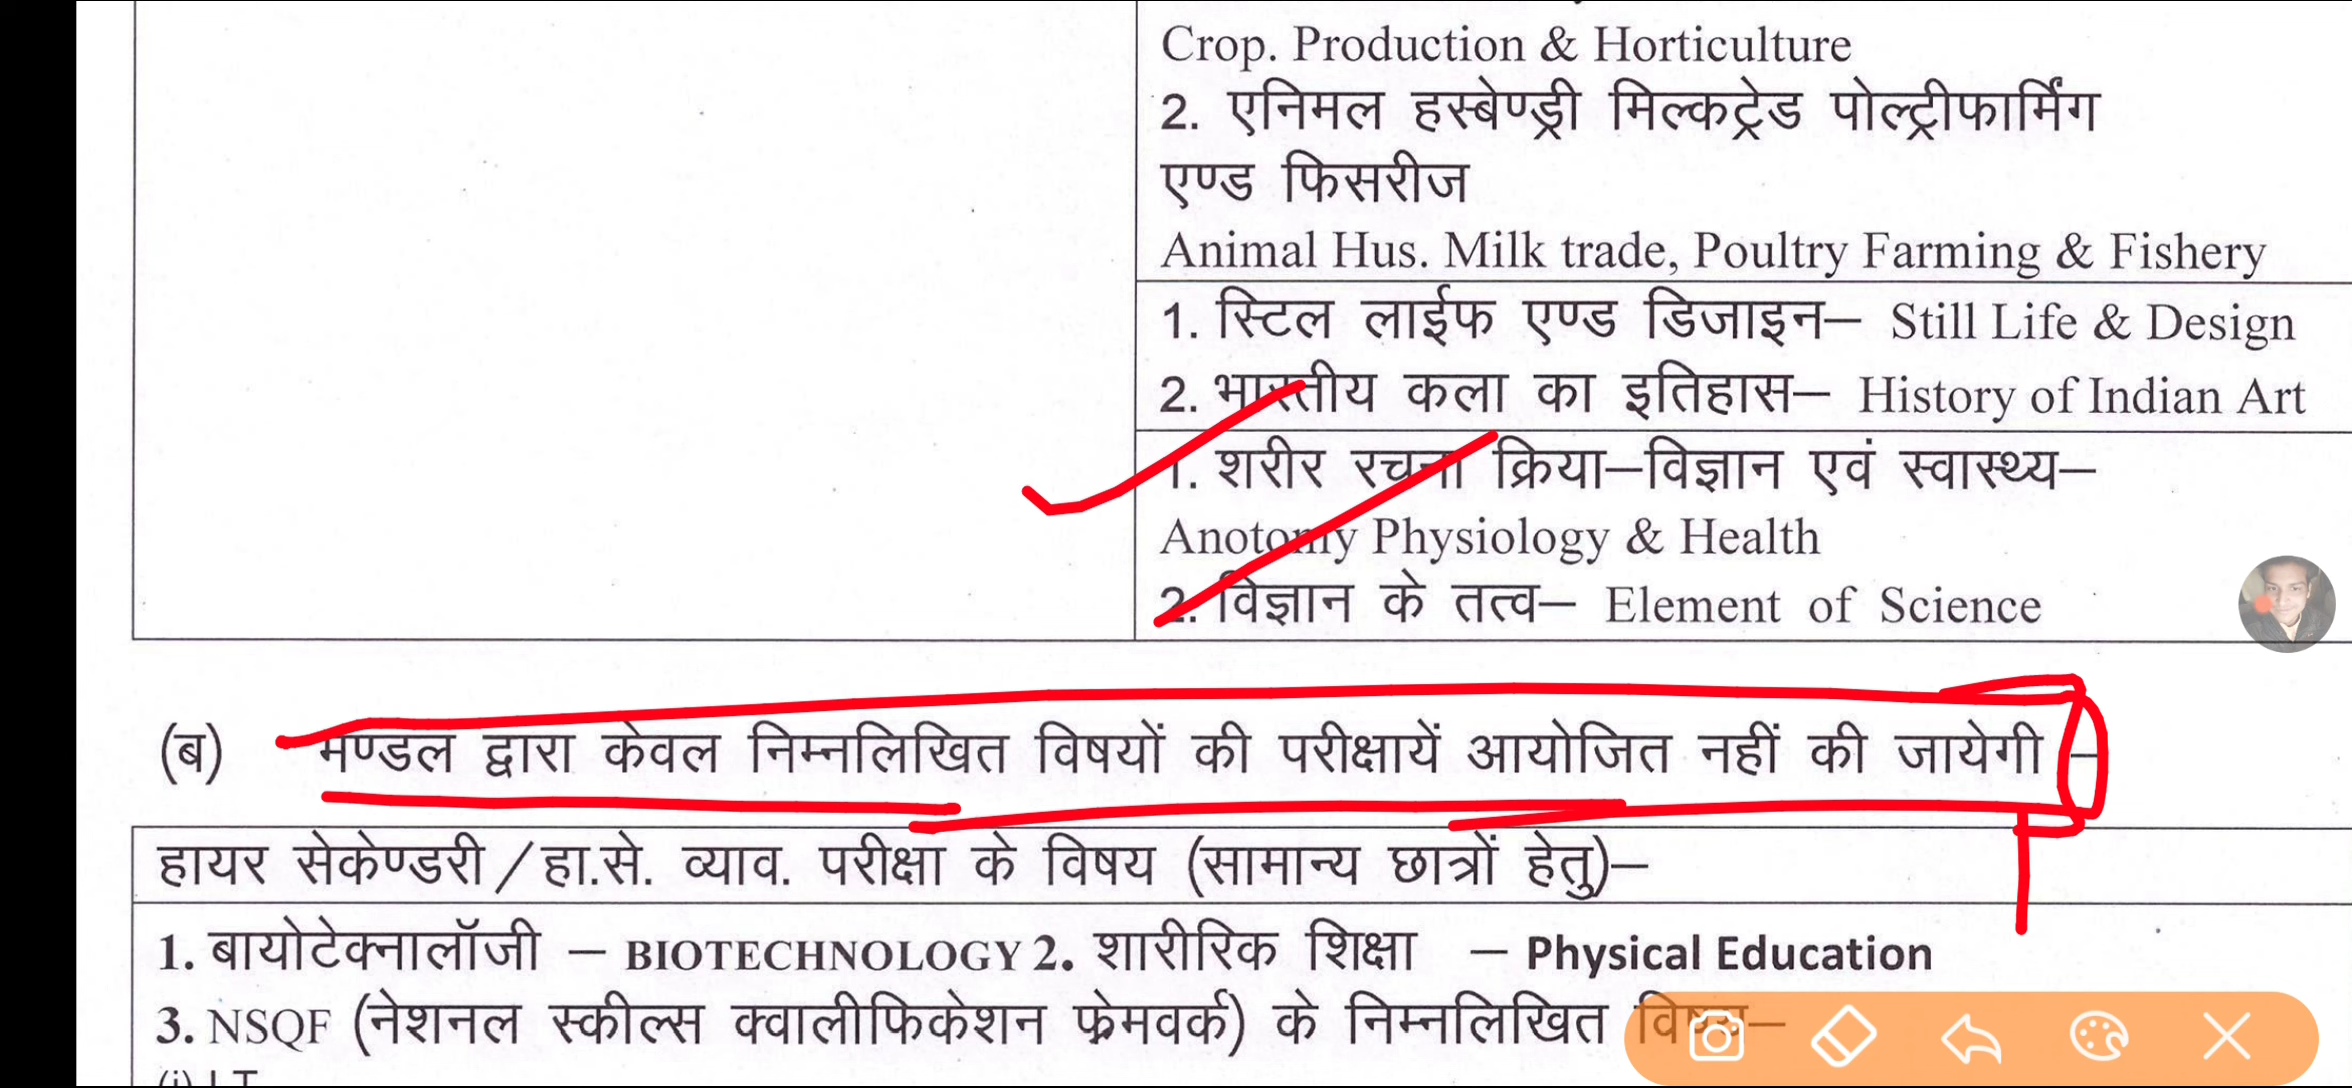 Crop. Production & Horticulture
2. एनिमल हस्बेण्ड्री मिल्कट्रेड पोल्ट्रीफार्मिंग
एण्ड फिसरीज
Animal Hus. Milk trade, Poultry Farming & Fishery
1. स्टिल लाईफ एण्ड डिजाइन– Still Life & Design
2. भारतीय कला का इतिहास– History of Indian Art
1. शरीर रचना क्रिया–विज्ञान एवं स्वास्थ्य–
Anotomy Physiology & Health
2. विज्ञान के तत्व– Element of Science
(ब) मण्डल द्वारा केवल निम्नलिखित विषयों की परीक्षायें आयोजित नहीं की जायेगी –
हायर सेकेण्डरी/हा.से. व्याव. परीक्षा के विषय (सामान्य छात्रों हेतु)–
1. बायोटेक्नालॉजी – BIOTECHNOLOGY 2. शारीरिक शिक्षा – Physical Education
3. NSQF (नेशनल स्कील्स क्वालीफिकेशन फ्रेमवर्क) के निम्नलिखित विषय–